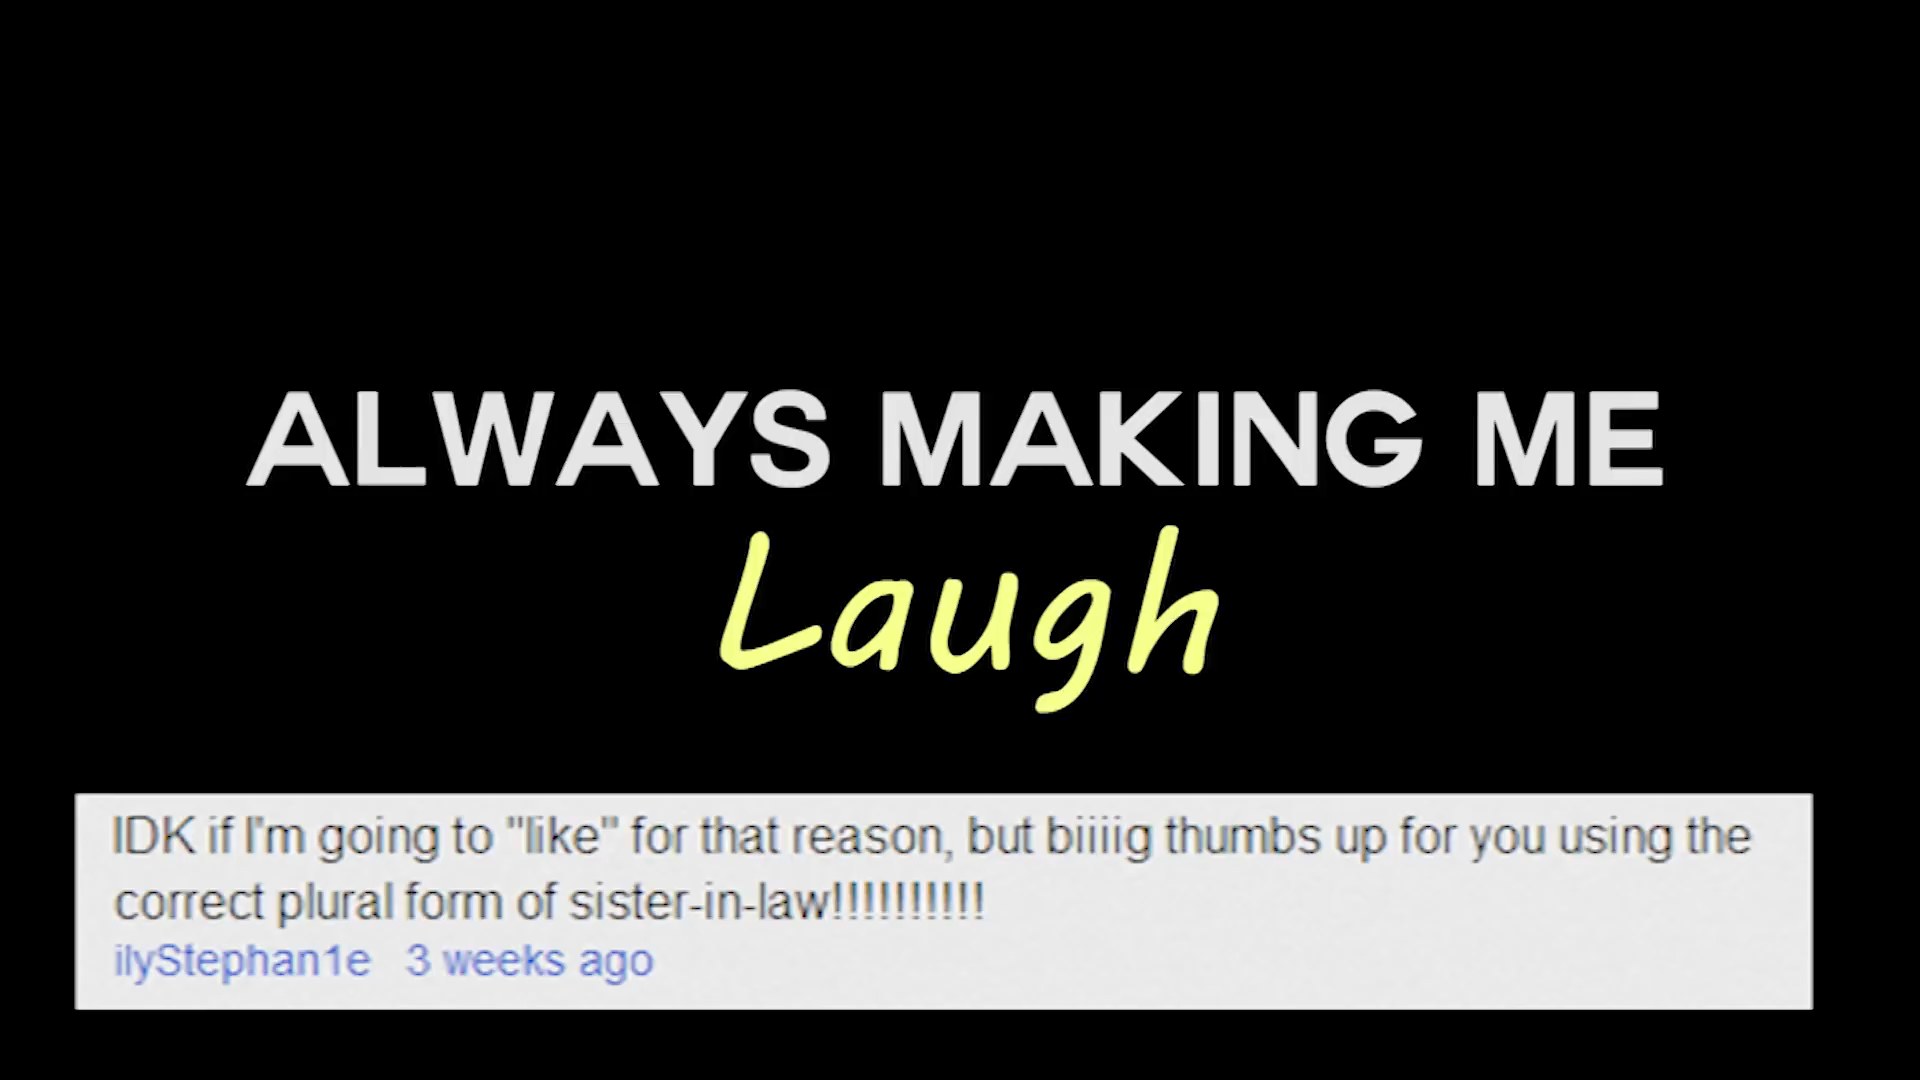 ALWAYS MAKING ME
Laugh
IDK if I'm going to "like" for that reason, but biiiig thumbs up for you using the
correct plural form of sister-in-law!!!!!!!!!!
ilyStephan1e 3 weeks ago